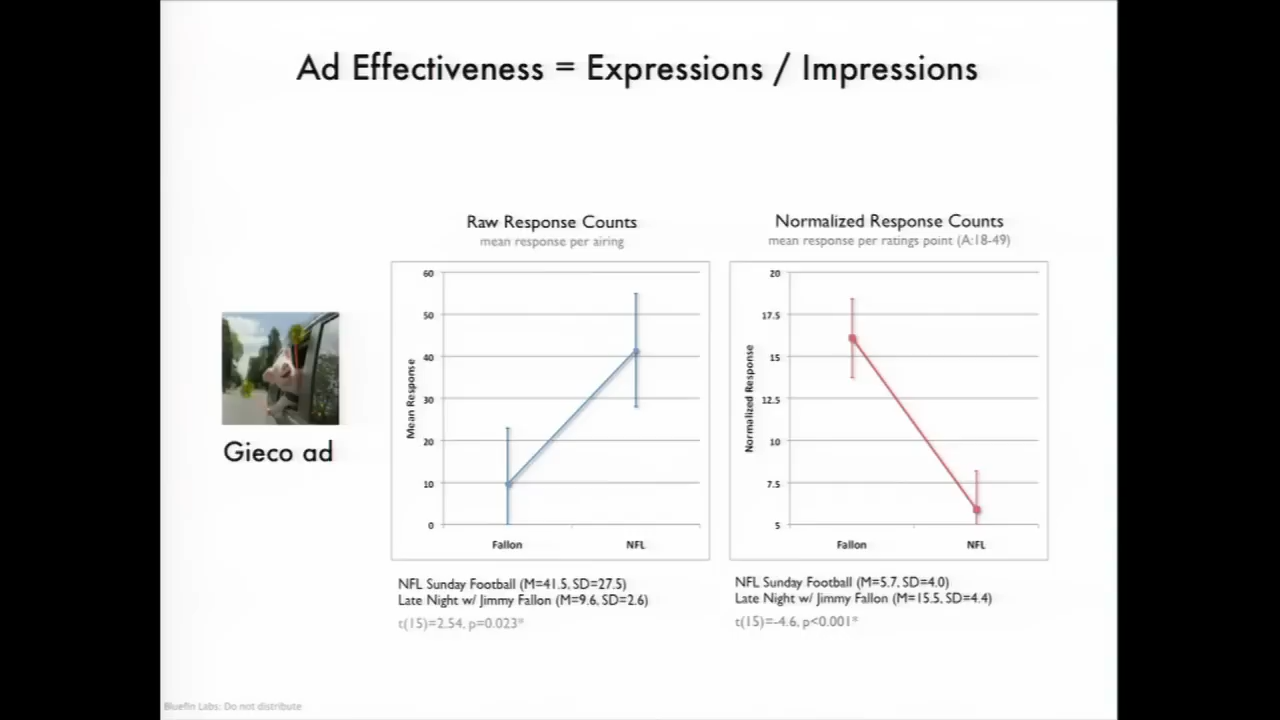 Ad Effectiveness = Expressions / Impressions
Raw Response Counts
mean response per airing
60
50
40
30
20
10
0
Mean Response
Fallon
NFL
NFL Sunday Football (M=41.5, SD=27.5)
Late Night w/ Jimmy Fallon (M=9.6, SD=2.6)
t(15)=2.54, p=0.023*
Normalized Response Counts
mean response per ratings point (A:18-49)
20
17.5
15
12.5
10
7.5
5
Normalized Response
Fallon
NFL
NFL Sunday Football (M=5.7, SD=4.0)
Late Night w/ Jimmy Fallon (M=15.5, SD=4.4)
t(15)=-4.6, p<0.001*
Gieco ad
Bluefin Labs: Do not distribute